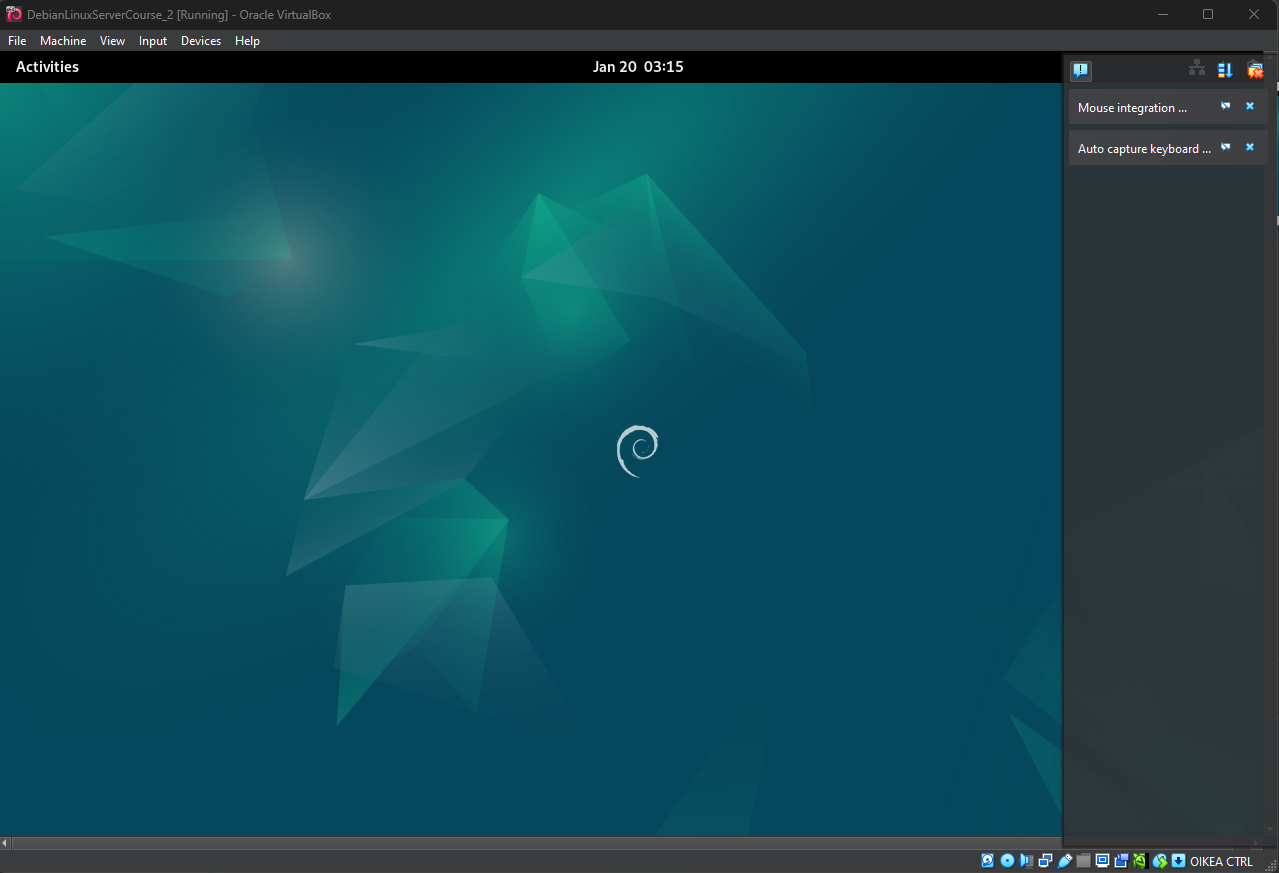 DebianLinuxServerCourse_2 [Running] - Oracle VirtualBox
File Machine View Input Devices Help
Activities
Jan 20 03:15
Mouse integration ...
Auto capture keyboard ...
OIKEA CTRL